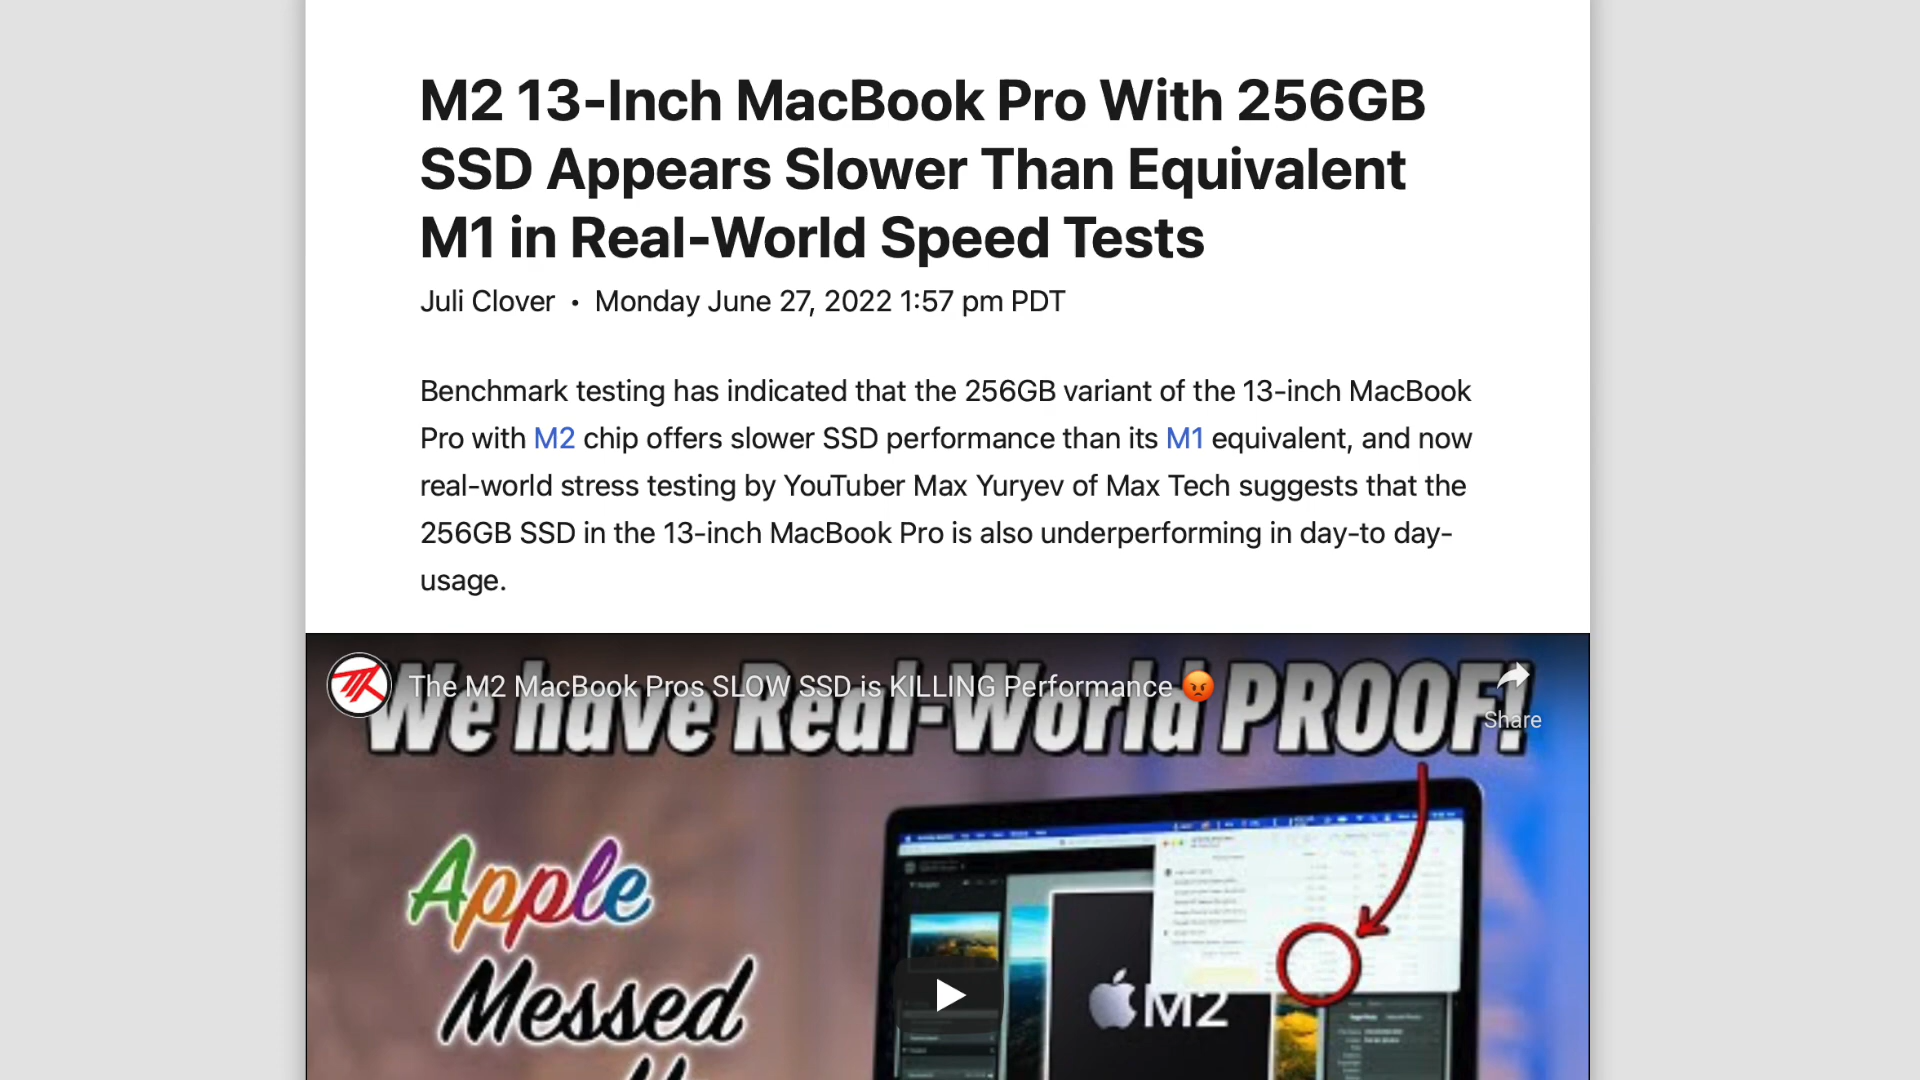 M2 13-Inch MacBook Pro With 256GB
SSD Appears Slower Than Equivalent
M1 in Real-World Speed Tests
Juli Clover • Monday June 27, 2022 1:57 pm PDT
Benchmark testing has indicated that the 256GB variant of the 13-inch MacBook
Pro with M2 chip offers slower SSD performance than its M1 equivalent, and now
real-world stress testing by YouTuber Max Yuryev of Max Tech suggests that the
256GB SSD in the 13-inch MacBook Pro is also underperforming in day-to day-
usage.
The M2 MacBook Pros SLOW SSD is KILLING Performance 😡
Share
We have Real-World PROOF!
Apple
Messed
M2